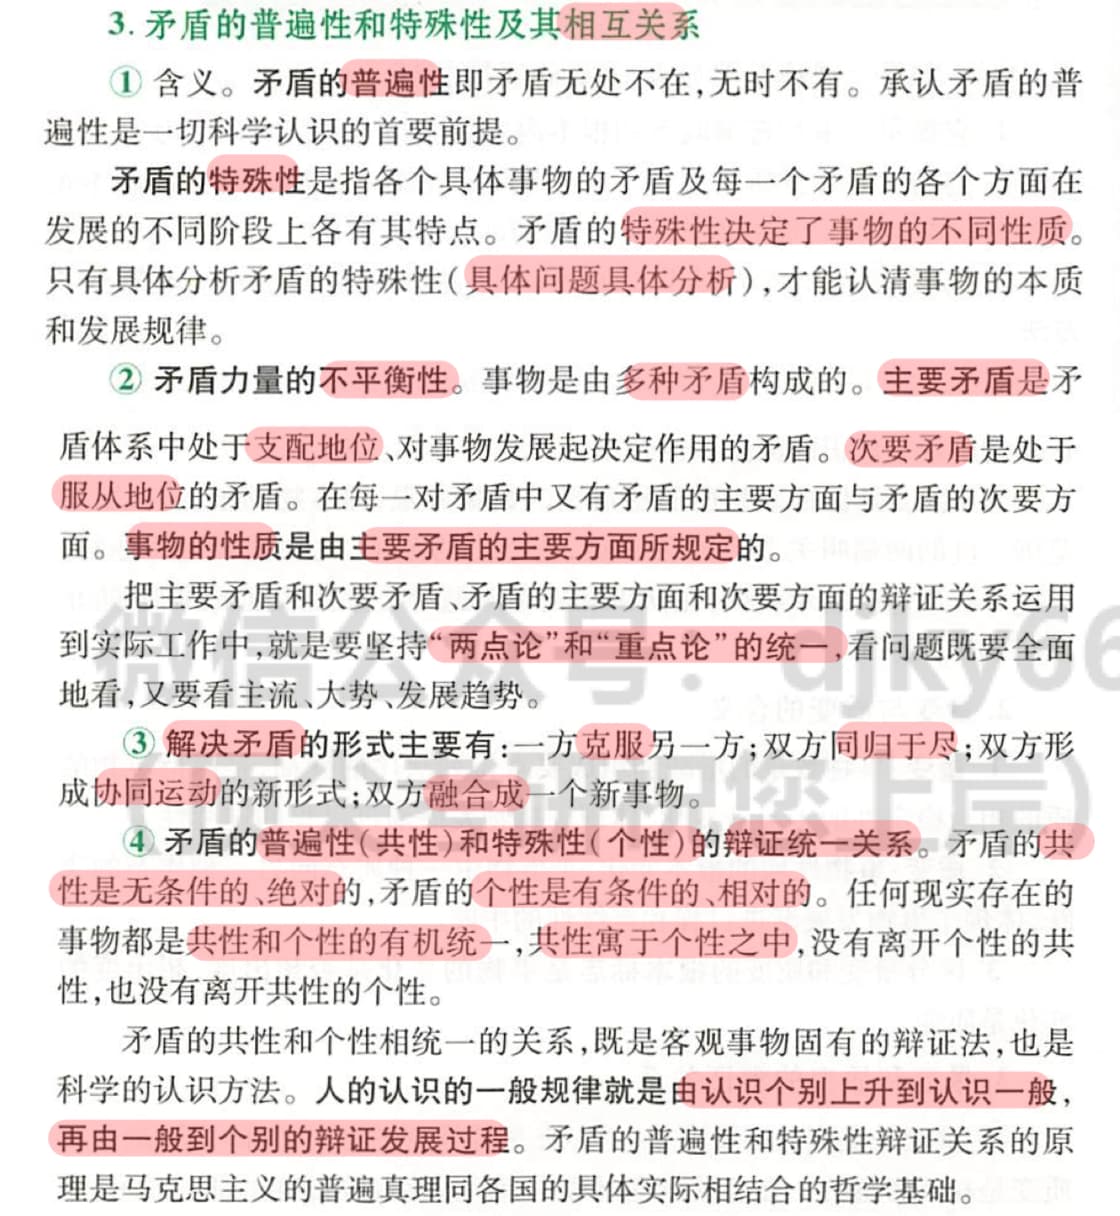 3. 矛盾的普遍性和特殊性及其相互关系
① 含义。矛盾的普遍性即矛盾无处不在,无时不有。承认矛盾的普
遍性是一切科学认识的首要前提。
矛盾的特殊性是指各个具体事物的矛盾及每一个矛盾的各个方面在
发展的不同阶段上各有其特点。矛盾的特殊性决定了事物的不同性质。
只有具体分析矛盾的特殊性(具体问题具体分析),才能认清事物的本质
和发展规律。
② 矛盾力量的不平衡性。事物是由多种矛盾构成的。主要矛盾是矛
盾体系中处于支配地位、对事物发展起决定作用的矛盾。次要矛盾是处于
服从地位的矛盾。在每一对矛盾中又有矛盾的主要方面与矛盾的次要方
面。事物的性质是由主要矛盾的主要方面所规定的。
把主要矛盾和次要矛盾、矛盾的主要方面和次要方面的辩证关系运用
到实际工作中,就是要坚持“两点论”和“重点论”的统一,看问题既要全面
地看,又要看主流、大势、发展趋势。
微信公众号: djky66
③ 解决矛盾的形式主要有:一方克服另一方;双方同归于尽;双方形
成协同运动的新形式;双方融合成一个新事物。
(顶尖考研祝您上岸)
④ 矛盾的普遍性(共性)和特殊性(个性)的辩证统一关系。矛盾的共
性是无条件的、绝对的,矛盾的个性是有条件的、相对的。任何现实存在的
事物都是共性和个性的有机统一,共性寓于个性之中,没有离开个性的共
性,也没有离开共性的个性。
矛盾的共性和个性相统一的关系,既是客观事物固有的辩证法,也是
科学的认识方法。人的认识的一般规律就是由认识个别上升到认识一般,
再由一般到个别的辩证发展过程。矛盾的普遍性和特殊性辩证关系的原
理是马克思主义的普遍真理同各国的具体实际相结合的哲学基础。